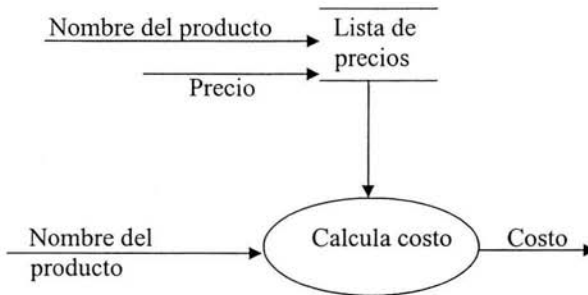 Nombre del producto
Lista de
precios
Precio
Nombre del
producto
Calcula costo
Costo